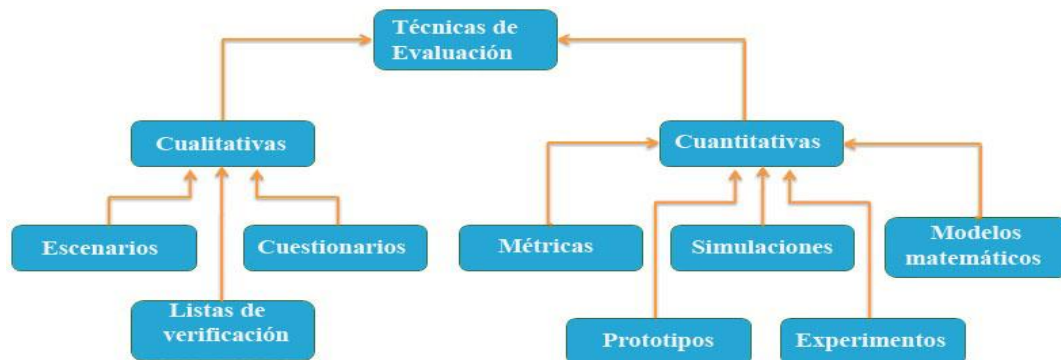 Técnicas de
Evaluación
Cualitativas
Cuantitativas
Escenarios
Cuestionarios
Métricas
Simulaciones
Modelos
matemáticos
Listas de
verificación
Prototipos
Experimentos